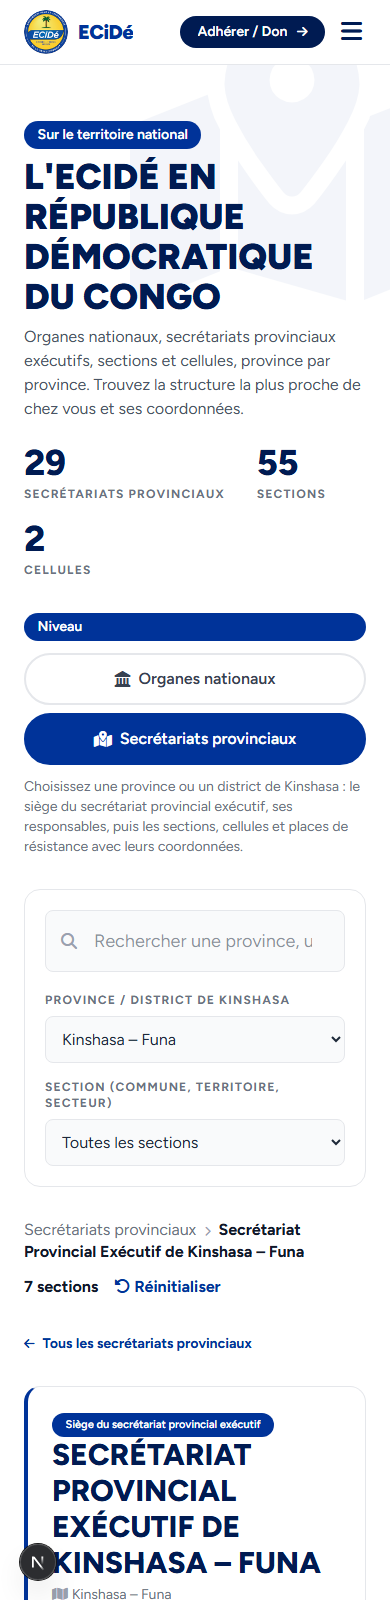 ECiDé
ECiDé
Adhérer / Don
Sur le territoire national
L'ECIDÉ EN
RÉPUBLIQUE
DÉMOCRATIQUE
DU CONGO
Organes nationaux, secrétariats provinciaux
exécutifs, sections et cellules, province par
province. Trouvez la structure la plus proche de
chez vous et ses coordonnées.
29
SECRÉTARIATS PROVINCIAUX
55
SECTIONS
2
CELLULES
Niveau
Organes nationaux
Secrétariats provinciaux
Choisissez une province ou un district de Kinshasa : le
siège du secrétariat provincial exécutif, ses
responsables, puis les sections, cellules et places de
résistance avec leurs coordonnées.
Rechercher une province, u
PROVINCE / DISTRICT DE KINSHASA
Kinshasa – Funa
SECTION (COMMUNE, TERRITOIRE,
SECTEUR)
Toutes les sections
Secrétariats provinciaux > Secrétariat
Provincial Exécutif de Kinshasa – Funa
7 sections Réinitialiser
← Tous les secrétariats provinciaux
Siège du secrétariat provincial exécutif
SECRÉTARIAT
PROVINCIAL
EXÉCUTIF DE
KINSHASA – FUNA
N
Kinshasa – Funa